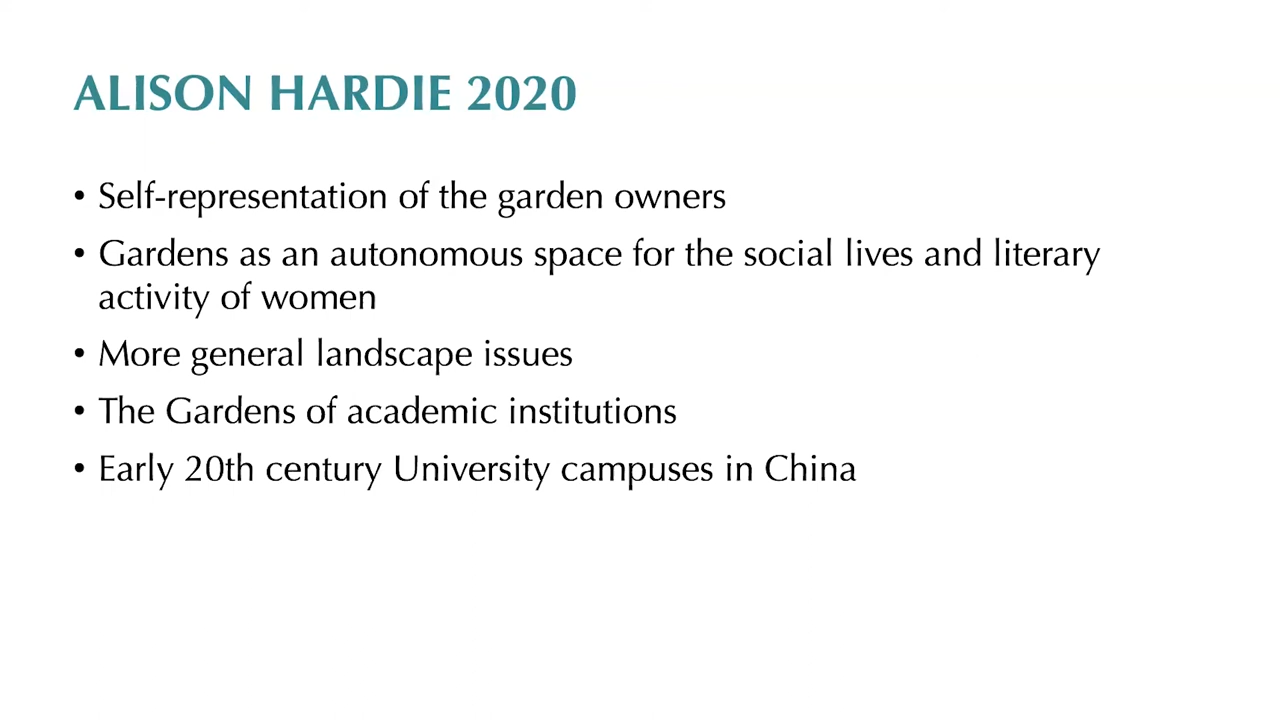 ALISON HARDIE 2020
• Self-representation of the garden owners
• Gardens as an autonomous space for the social lives and literary
activity of women
• More general landscape issues
• The Gardens of academic institutions
• Early 20th century University campuses in China